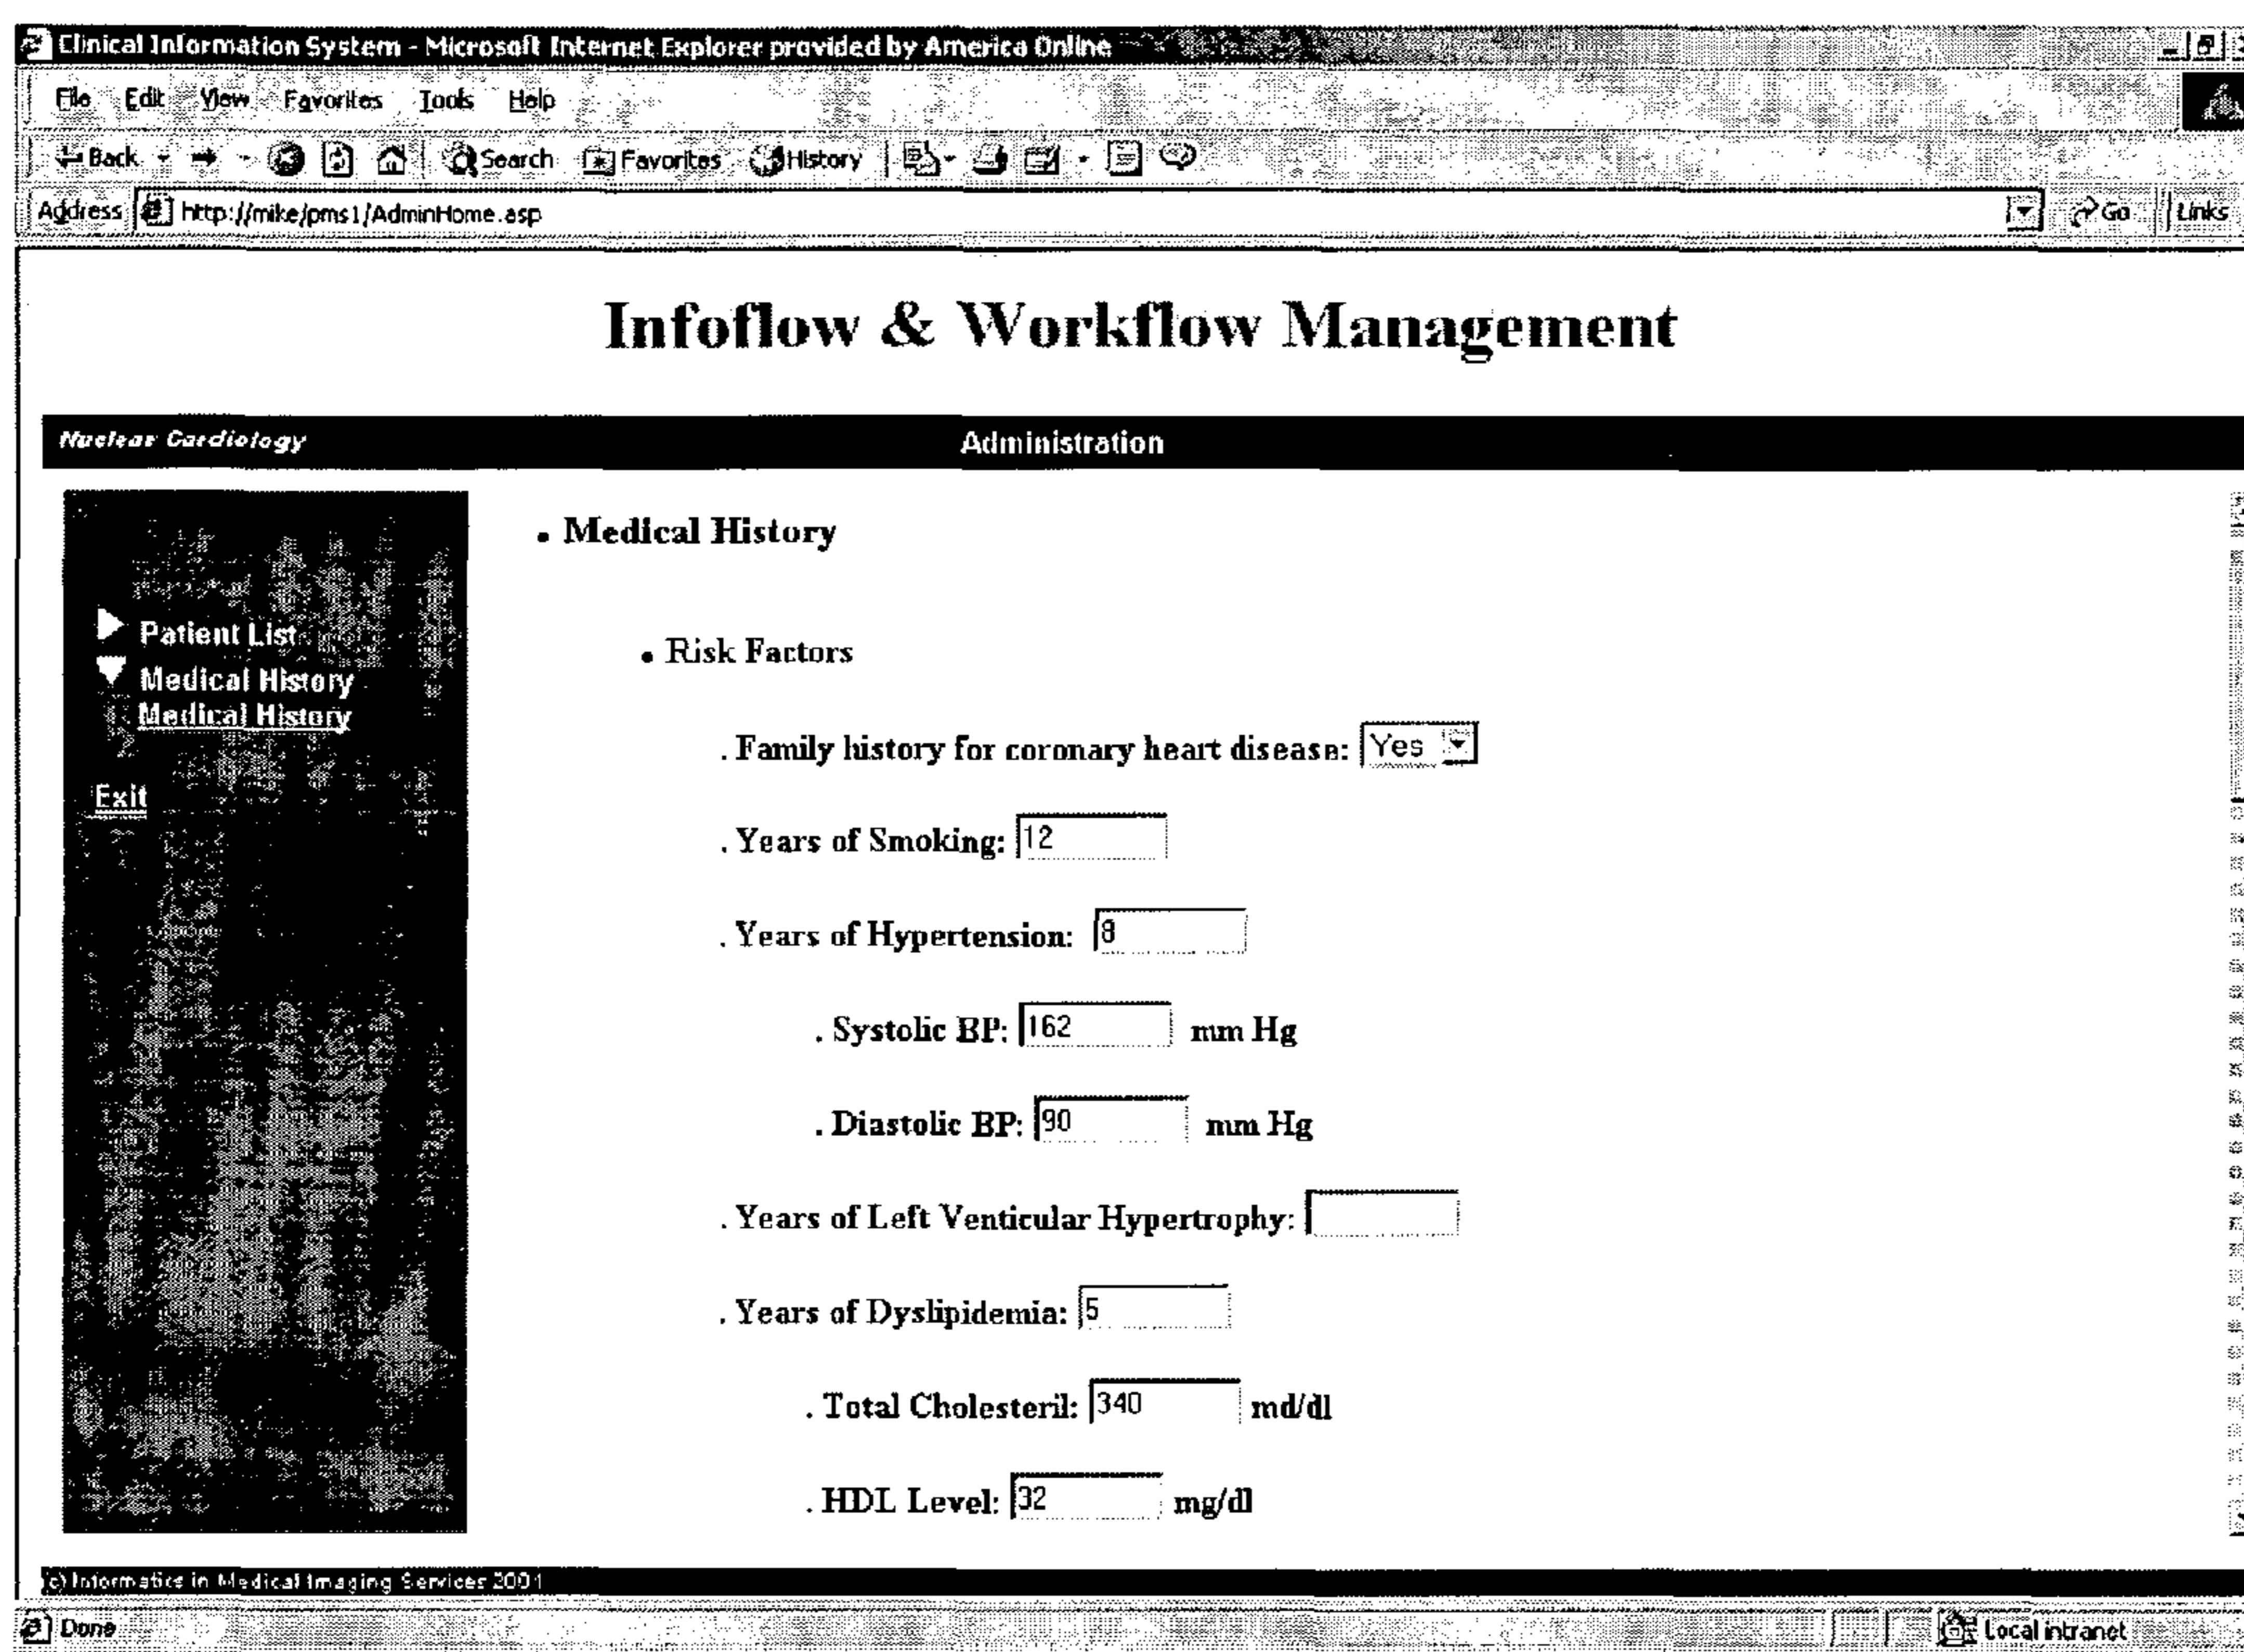 Clinical Information System - Microsoft Internet Explorer provided by America Online
File Edit View Favorites Tools Help
Back Search Favorites History
Address http://mike/pms1/AdminHome.asp Go Links
Infoflow & Workflow Management
Nuclear Cardiology Administration
• Medical History
Patient List
Medical History
Medical History
Exit
• Risk Factors
. Family history for coronary heart disease: Yes
. Years of Smoking: 12
. Years of Hypertension: 8
. Systolic BP: 162 mm Hg
. Diastolic BP: 90 mm Hg
. Years of Left Venticular Hypertrophy:
. Years of Dyslipidemia: 5
. Total Cholesteril: 340 md/dl
. HDL Level: 32 mg/dl
(c) Informatics in Medical Imaging Services 2001
Done Local intranet